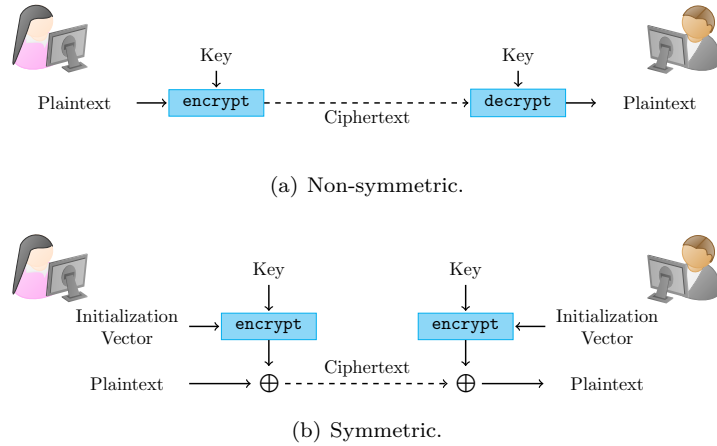 Key Key
Plaintext encrypt decrypt Plaintext
Ciphertext
(a) Non-symmetric.
Key Key
Initialization encrypt encrypt Initialization
Vector Vector
Ciphertext
Plaintext ⊕ ⊕ Plaintext
(b) Symmetric.